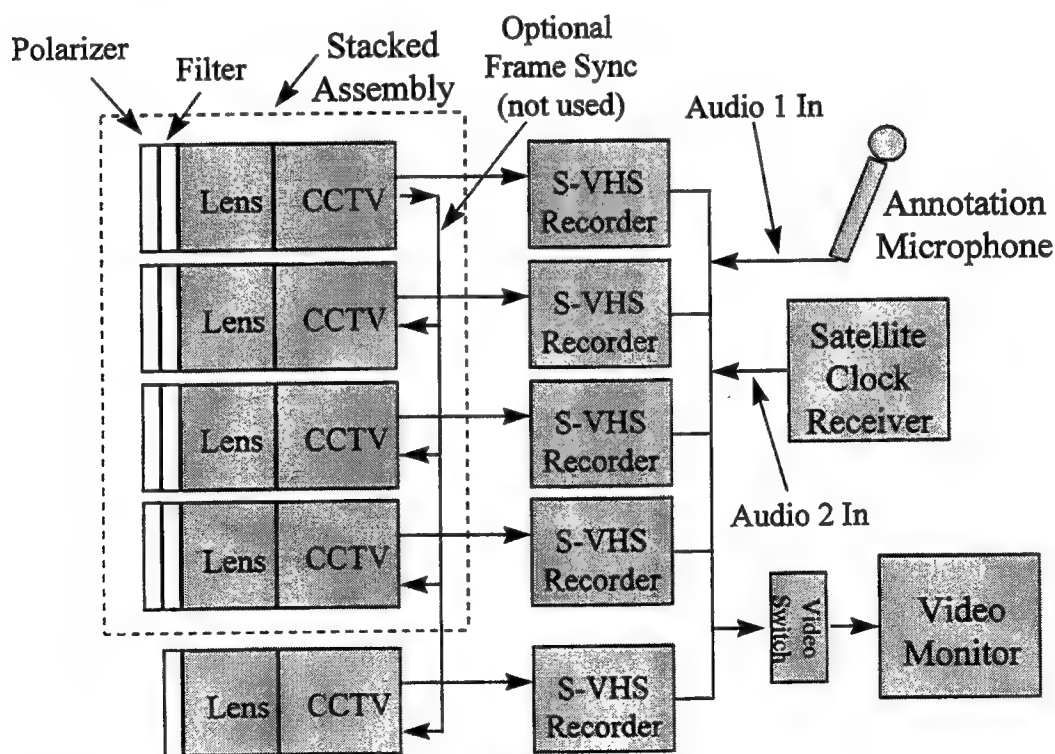 Polarizer
Filter
Stacked
Assembly
Optional
Frame Sync
(not used)
Audio 1 In
Annotation
Microphone
Lens
CCTV
S-VHS
Recorder
Lens
CCTV
S-VHS
Recorder
Satellite
Clock
Receiver
Lens
CCTV
S-VHS
Recorder
Audio 2 In
Lens
CCTV
S-VHS
Recorder
Video
Switch
Video
Monitor
Lens
CCTV
S-VHS
Recorder